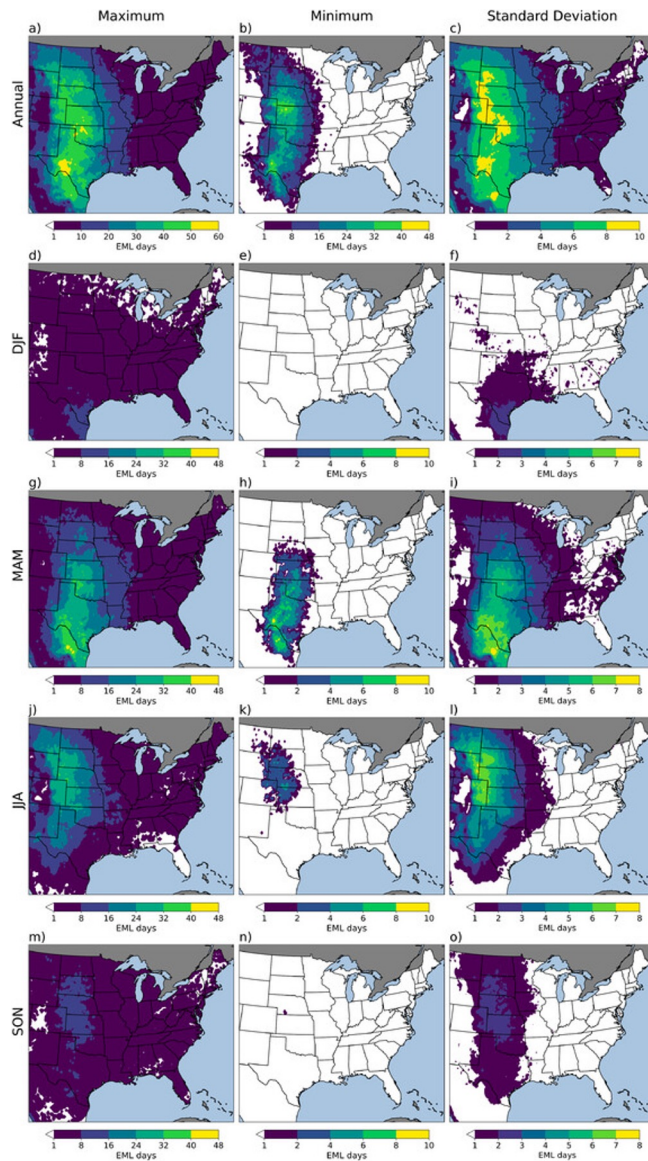 Maximum Minimum Standard Deviation
a) b) c)
Annual
1 10 20 30 40 50 60 1 8 16 24 32 40 48 1 2 4 6 8 10
EML days EML days EML days
d) e) f)
DJF
1 8 16 24 32 40 48 1 2 4 6 8 10 1 2 3 4 5 6 7 8
EML days EML days EML days
g) h) i)
MAM
1 8 16 24 32 40 48 1 2 4 6 8 10 1 2 3 4 5 6 7 8
EML days EML days EML days
j) k) l)
JJA
1 8 16 24 32 40 48 1 2 4 6 8 10 1 2 3 4 5 6 7 8
EML days EML days EML days
m) n) o)
SON
1 8 16 24 32 40 48 1 2 4 6 8 10 1 2 3 4 5 6 7 8
EML days EML days EML days